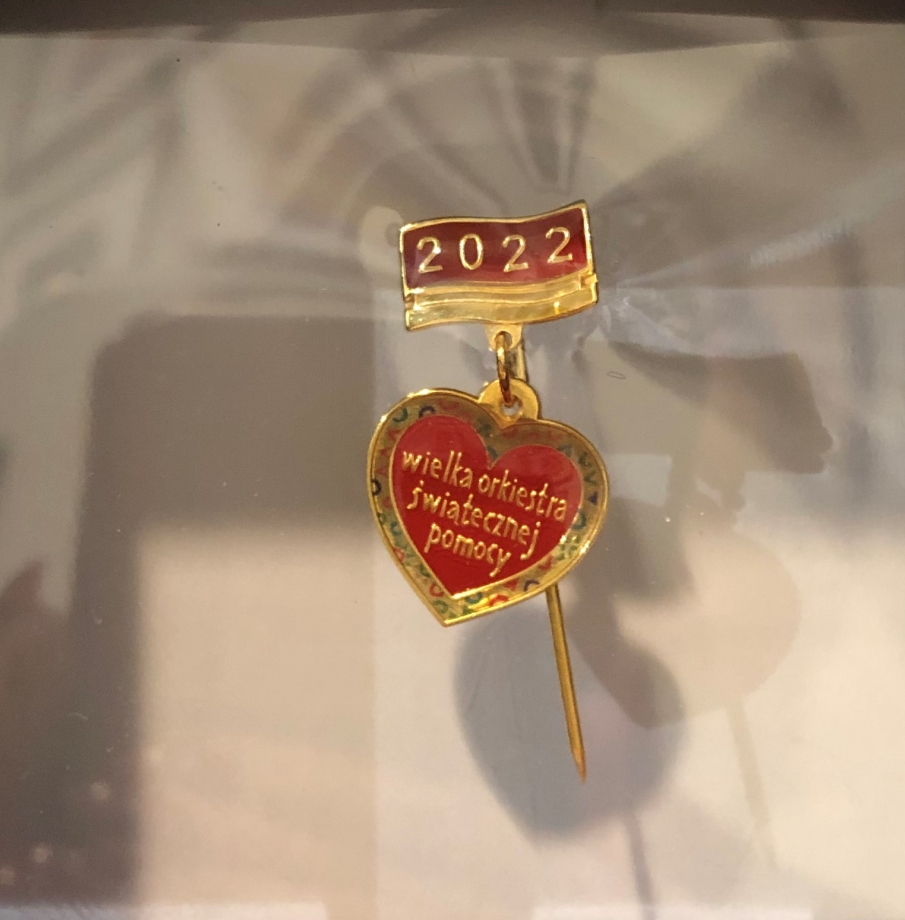 2022
wielka orkiestra
świątecznej
pomocy